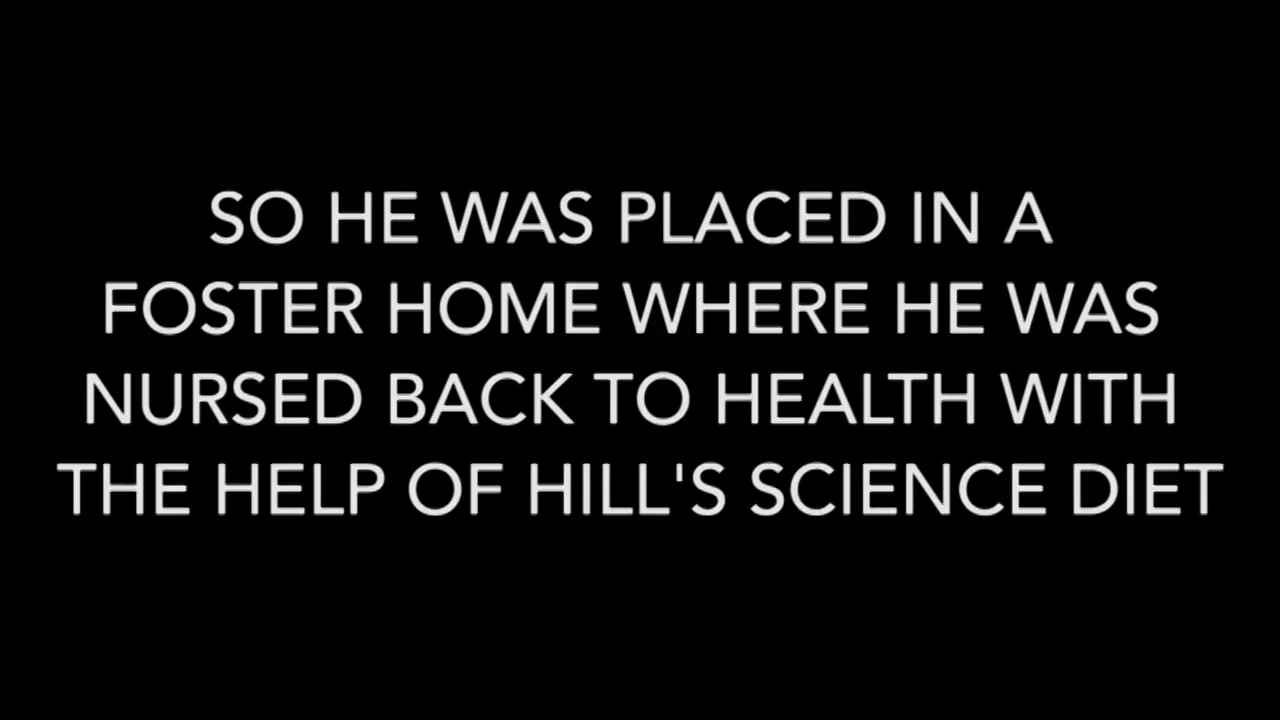 SO HE WAS PLACED IN A
FOSTER HOME WHERE HE WAS
NURSED BACK TO HEALTH WITH
THE HELP OF HILL'S SCIENCE DIET